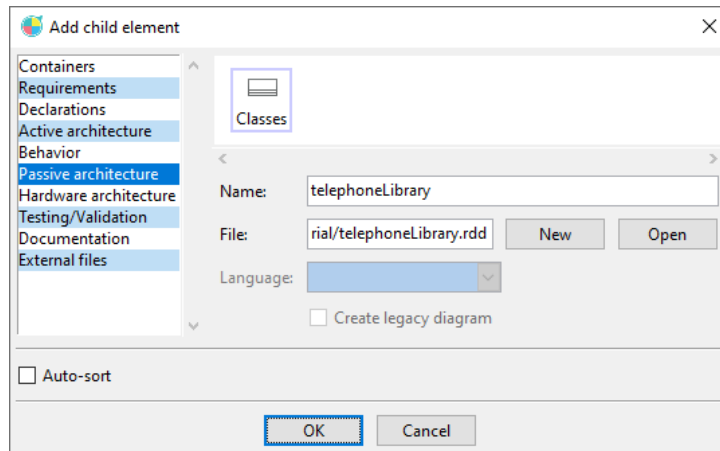 Add child element
Containers
Requirements
Declarations
Active architecture
Behavior
Passive architecture
Hardware architecture
Testing/Validation
Documentation
External files
Classes
Name: telephoneLibrary
File: rial/telephoneLibrary.rdd New Open
Language:
Create legacy diagram
Auto-sort
OK Cancel